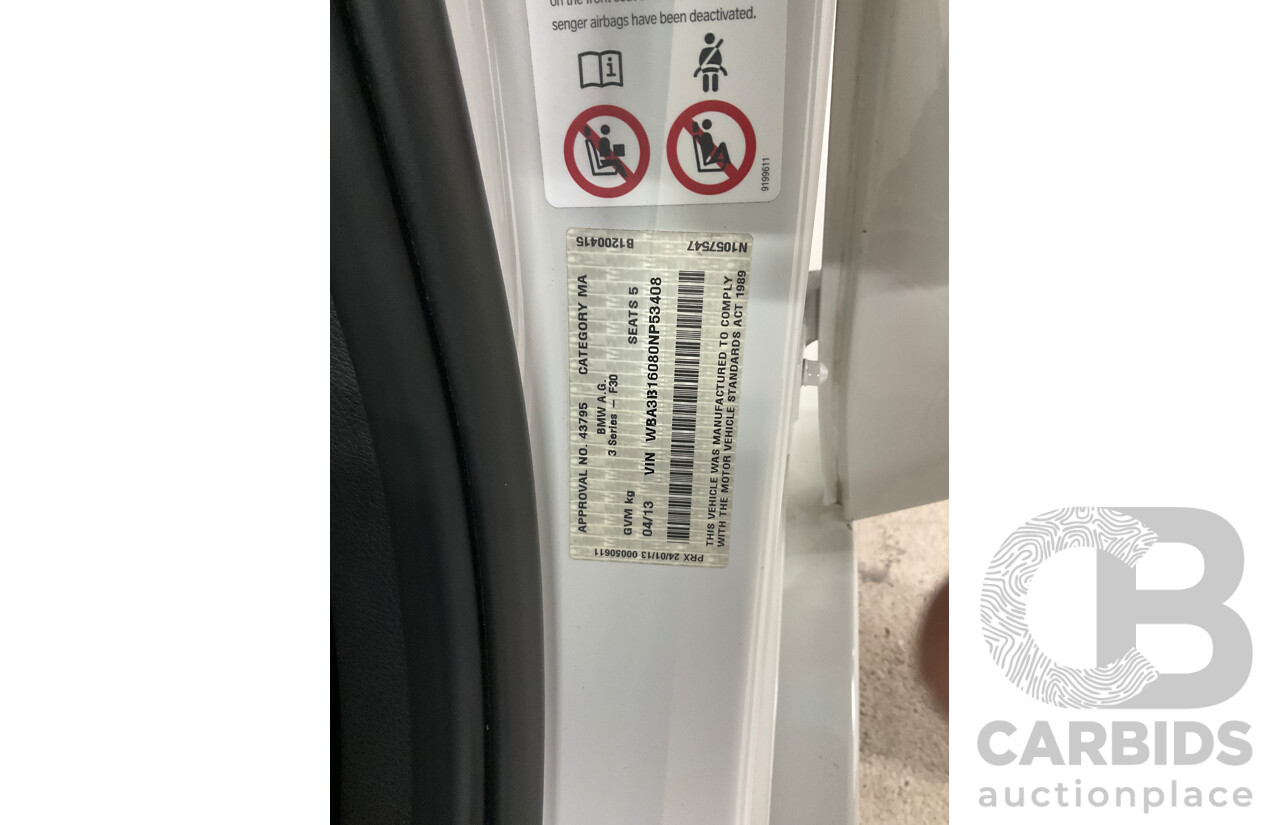 senger airbags have been deactivated.
9199611
N1057547
B1200415
APPROVAL NO. 43795 CATEGORY MA
BMW A.G.
3 Series – F30
GVM kg SEATS 5
04/13 VIN WBA3B16080NP53408
THIS VEHICLE WAS MANUFACTURED TO COMPLY
WITH THE MOTOR VEHICLE STANDARDS ACT 1989
PRX 24/01/13 000050611
CB
CARBIDS
auctionplace